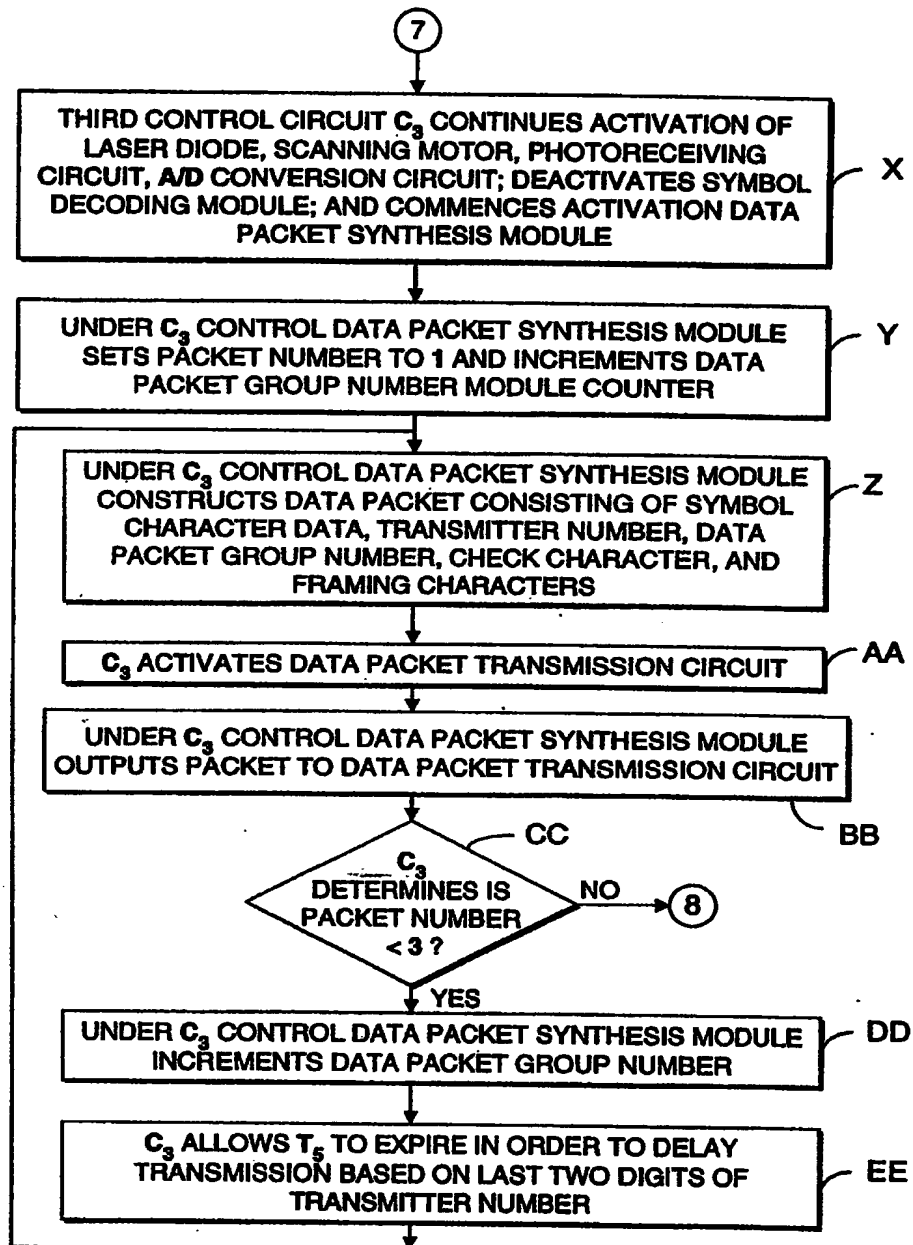 7
THIRD CONTROL CIRCUIT C₃ CONTINUES ACTIVATION OF
LASER DIODE, SCANNING MOTOR, PHOTORECEIVING
CIRCUIT, A/D CONVERSION CIRCUIT; DEACTIVATES SYMBOL
DECODING MODULE; AND COMMENCES ACTIVATION DATA
PACKET SYNTHESIS MODULE
X
UNDER C₃ CONTROL DATA PACKET SYNTHESIS MODULE
SETS PACKET NUMBER TO 1 AND INCREMENTS DATA
PACKET GROUP NUMBER MODULE COUNTER
Y
UNDER C₃ CONTROL DATA PACKET SYNTHESIS MODULE
CONSTRUCTS DATA PACKET CONSISTING OF SYMBOL
CHARACTER DATA, TRANSMITTER NUMBER, DATA
PACKET GROUP NUMBER, CHECK CHARACTER, AND
FRAMING CHARACTERS
Z
C₃ ACTIVATES DATA PACKET TRANSMISSION CIRCUIT
AA
UNDER C₃ CONTROL DATA PACKET SYNTHESIS MODULE
OUTPUTS PACKET TO DATA PACKET TRANSMISSION CIRCUIT
BB
CC
C₃
DETERMINES IS
PACKET NUMBER
< 3 ?
NO
8
YES
UNDER C₃ CONTROL DATA PACKET SYNTHESIS MODULE
INCREMENTS DATA PACKET GROUP NUMBER
DD
C₃ ALLOWS T₅ TO EXPIRE IN ORDER TO DELAY
TRANSMISSION BASED ON LAST TWO DIGITS OF
TRANSMITTER NUMBER
EE